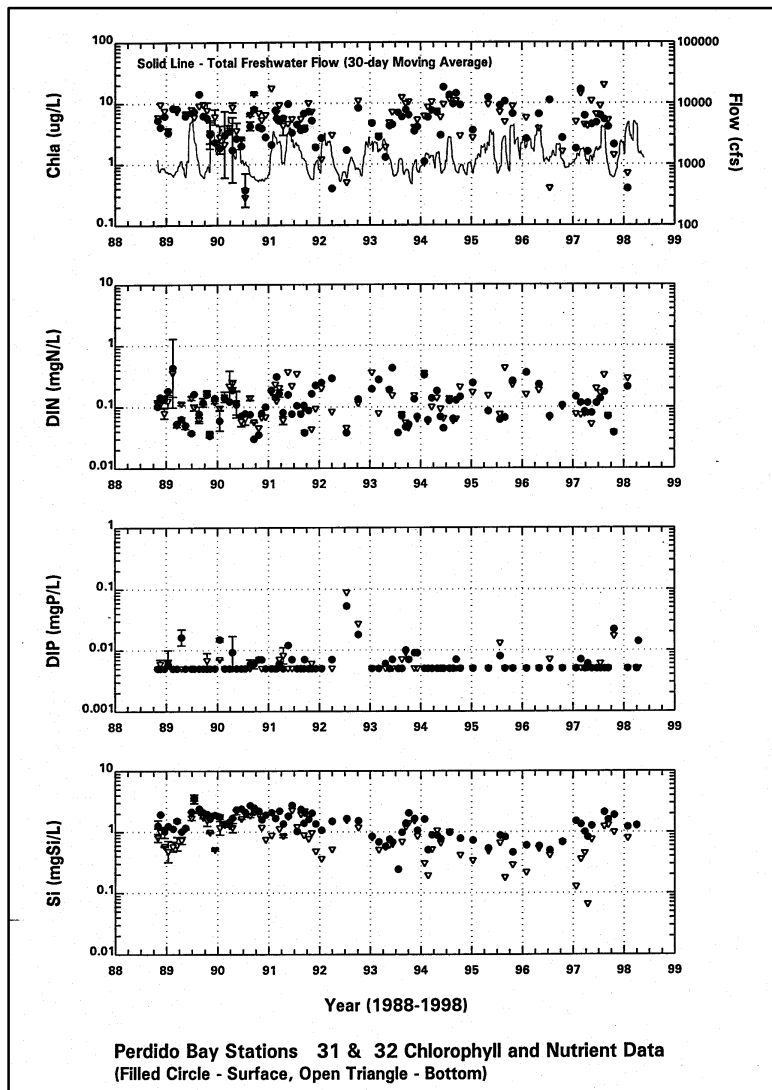 Solid Line - Total Freshwater Flow (30-day Moving Average)
Chla (ug/L)
100
10
1
0.1
Flow (cfs)
100000
10000
1000
100
88 89 90 91 92 93 94 95 96 97 98 99
DIN (mgN/L)
10
1
0.1
0.01
88 89 90 91 92 93 94 95 96 97 98 99
DIP (mgP/L)
1
0.1
0.01
0.001
88 89 90 91 92 93 94 95 96 97 98 99
Si (mgSi/L)
10
1
0.1
0.01
88 89 90 91 92 93 94 95 96 97 98 99
Year (1988-1998)
Perdido Bay Stations 31 & 32 Chlorophyll and Nutrient Data
(Filled Circle - Surface, Open Triangle - Bottom)